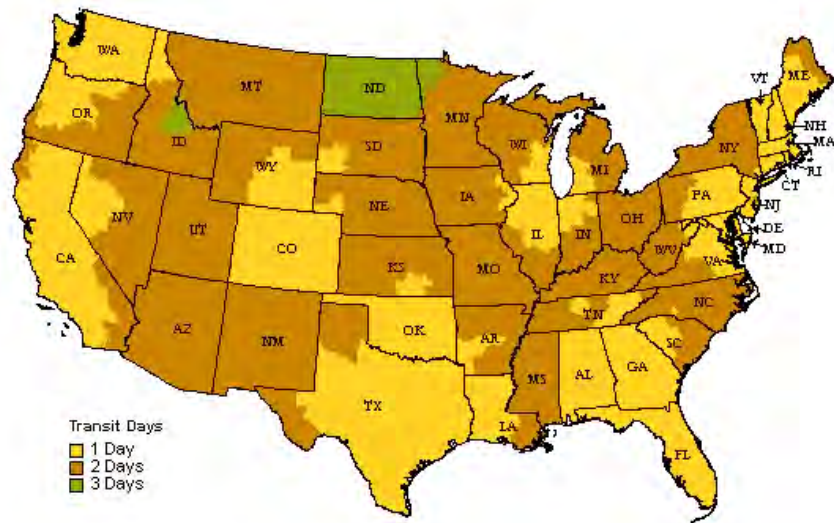 WA
MT
ND
MN
OR
ID
WY
SD
WI
MI
VT
ME
NH
MA
NY
RI
CT
NV
UT
NE
IA
PA
NJ
CO
IL
IN
OH
DE
MD
CA
KS
MO
WV
VA
KY
AZ
NM
OK
AR
TN
NC
SC
TX
LA
MS
AL
GA
FL
Transit Days
1 Day
2 Days
3 Days